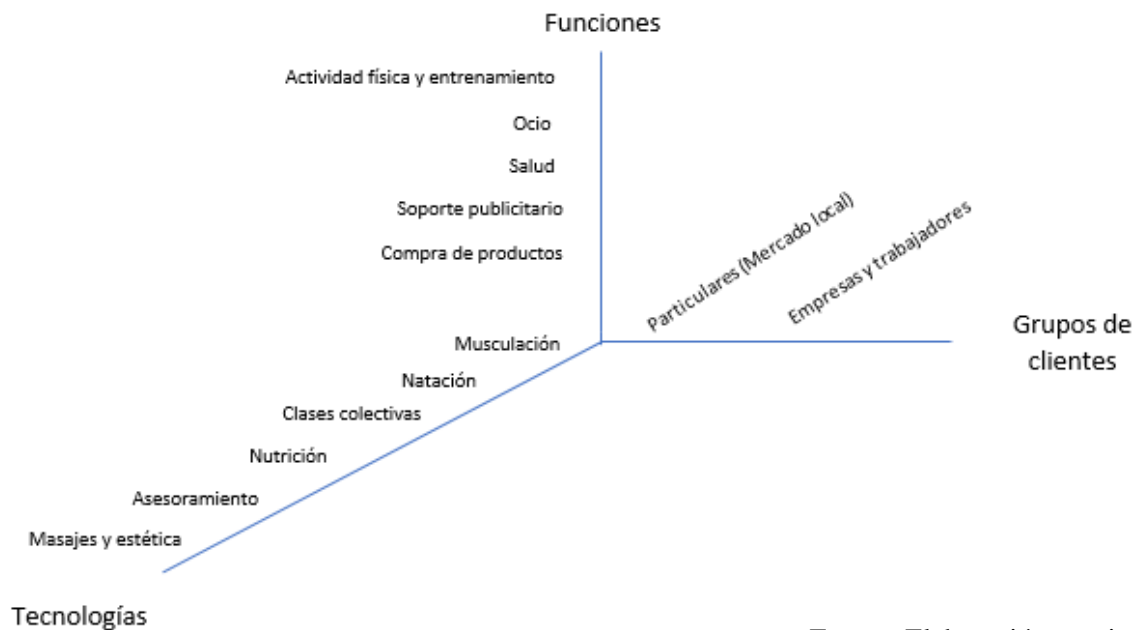 Funciones
Actividad física y entrenamiento
Ocio
Salud
Soporte publicitario
Compra de productos
Particulares (Mercado local)
Empresas y trabajadores
Grupos de
clientes
Musculación
Natación
Clases colectivas
Nutrición
Asesoramiento
Masajes y estética
Tecnologías